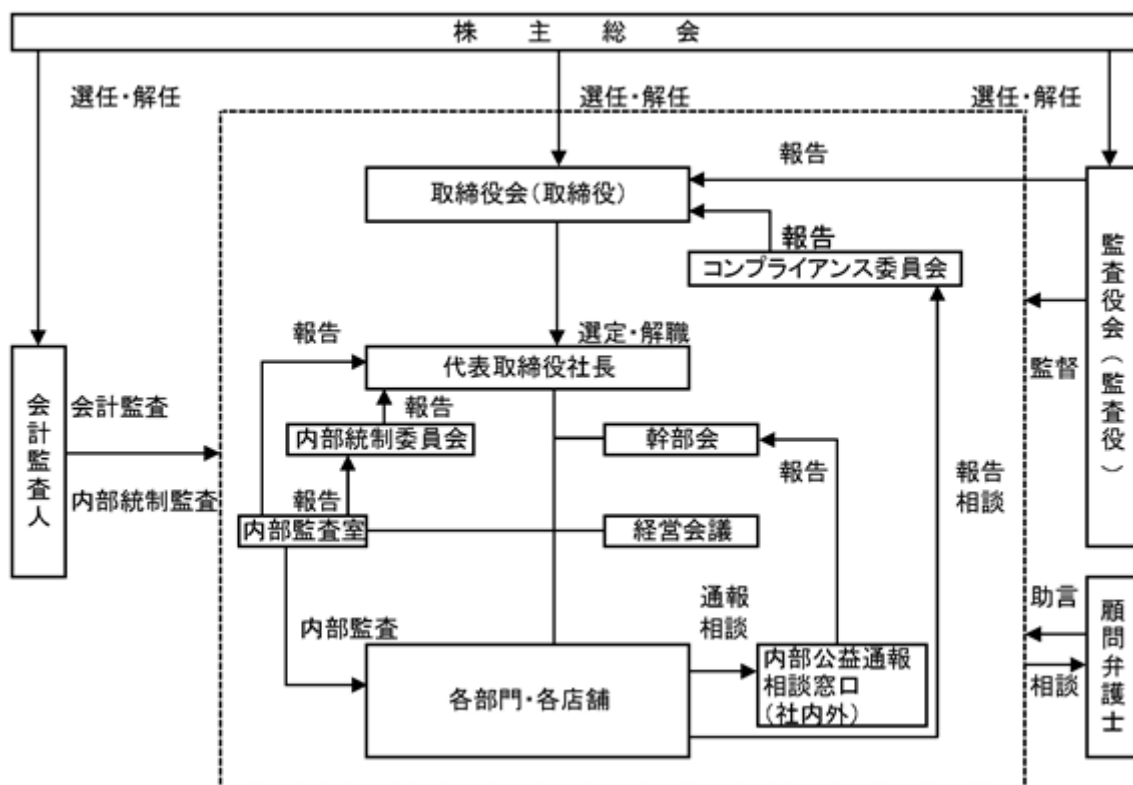 株主総会
選任・解任
選任・解任
選任・解任
報告
取締役会(取締役)
報告
コンプライアンス委員会
監査役会(監査役)
監督
選定・解職
報告
代表取締役社長
会計監査人
会計監査
内部統制監査
報告
内部統制委員会
幹部会
報告
報告
報告
相談
内部監査室
経営会議
内部監査
通報
相談
助言
相談
顧問弁護士
各部門・各店舗
内部公益通報
相談窓口
(社内外)